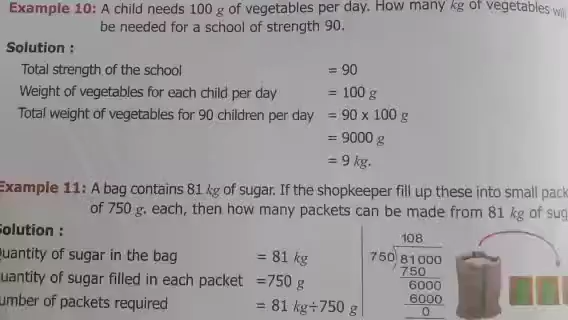 Example 10: A child needs 100 g of vegetables per day. How many kg of vegetables will
be needed for a school of strength 90.
Solution :
Total strength of the school = 90
Weight of vegetables for each child per day = 100 g
Total weight of vegetables for 90 children per day = 90 x 100 g
= 9000 g
= 9 kg.
Example 11: A bag contains 81 kg of sugar. If the shopkeeper fill up these into small pack
of 750 g. each, then how many packets can be made from 81 kg of sug
Solution :
Quantity of sugar in the bag = 81 kg
uantity of sugar filled in each packet =750 g
umber of packets required = 81 kg÷750 g
108
750 81000
750
6000
6000
0